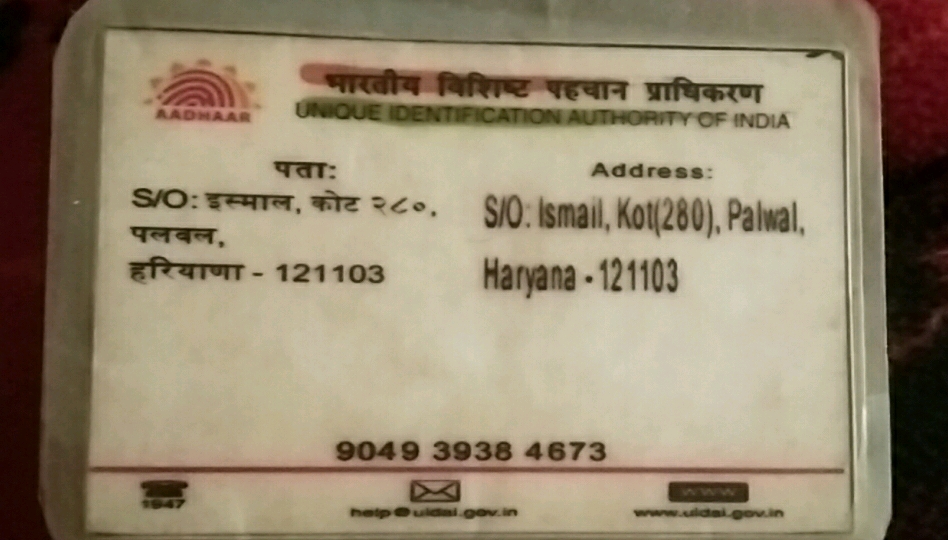 भारतीय विशिष्ट पहचान प्राधिकरण
AADHAAR
UNIQUE IDENTIFICATION AUTHORITY OF INDIA
पता:
S/O: इस्माल, कोट २८०,
पलवल,
हरियाणा - 121103
Address:
S/O: Ismail, Kot(280), Palwal,
Haryana - 121103
9049 3938 4673
1947
help@uidai.gov.in
www
www.uidai.gov.in